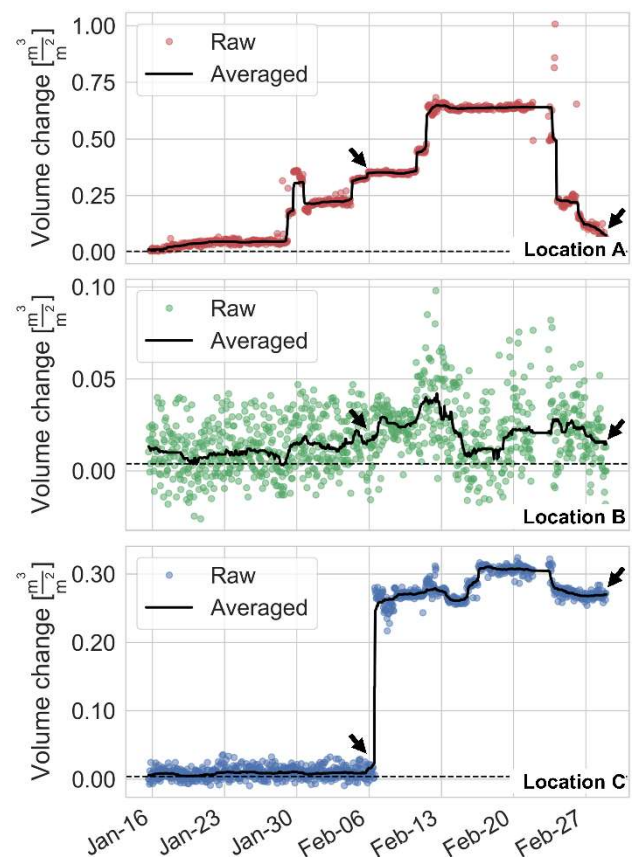 1.00
0.75
0.50
0.25
0.00
Volume change [m³/m²]
Raw
Averaged
Location A
0.10
0.05
0.00
Volume change [m³/m²]
Raw
Averaged
Location B
0.30
0.20
0.10
0.00
Volume change [m³/m²]
Raw
Averaged
Location C
Jan-16
Jan-23
Jan-30
Feb-06
Feb-13
Feb-20
Feb-27